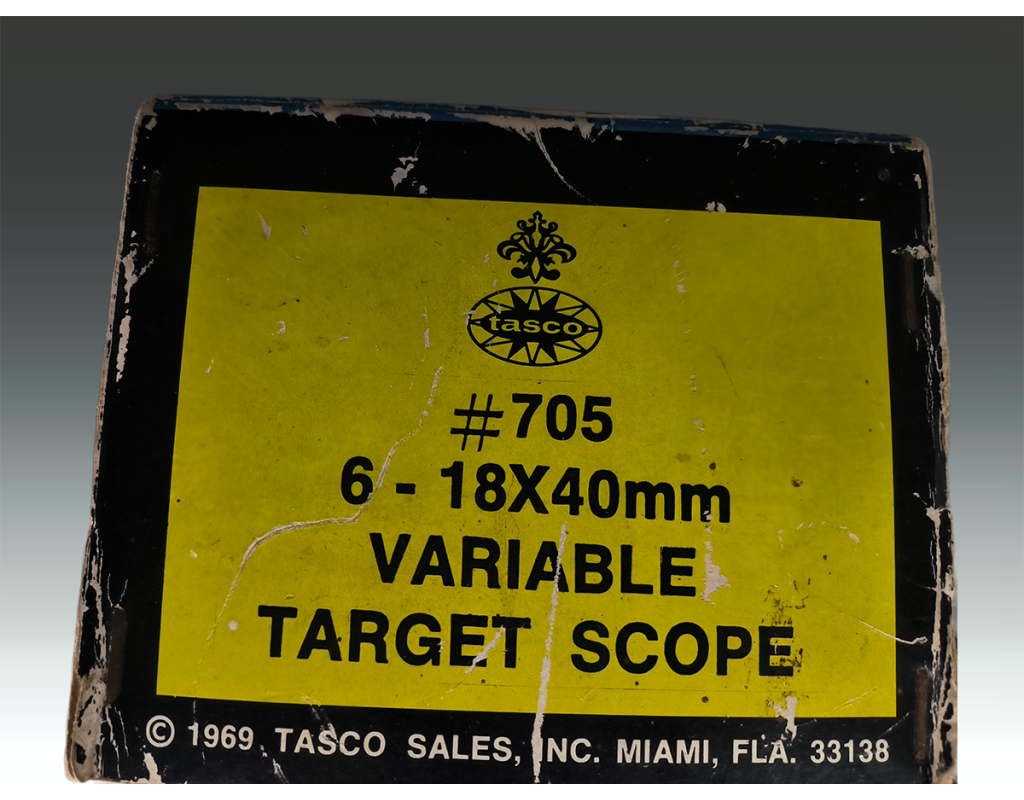 tasco
#705
6 - 18X40mm
VARIABLE
TARGET SCOPE
© 1969 TASCO SALES, INC. MIAMI, FLA. 33138